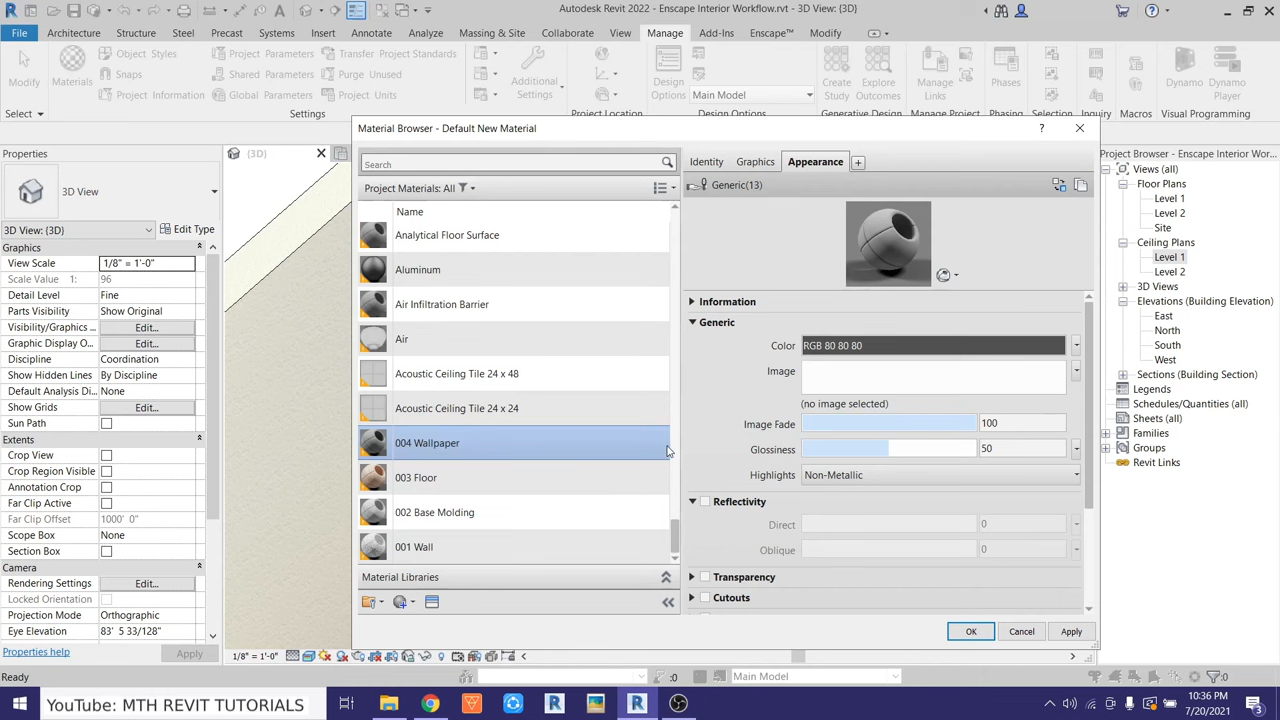 Autodesk Revit 2022 - Enscape Interior Workflow.rvt - 3D View: {3D}
File
Architecture
Structure
Steel
Precast
Systems
Insert
Annotate
Analyze
Massing & Site
Collaborate
View
Manage
Add-Ins
Enscape™
Modify
Modify
Materials
Object Styles
Snaps
Project Information
Project Parameters
Shared Parameters
Global Parameters
Transfer Project Standards
Purge Unused
Project Units
Additional Settings
Design Options
Main Model
Manage Links
Create Study
Explore Outcomes
Phases
Dynamo
Dynamo Player
Select
Settings
Project Location
Design Options
Generative Design
Manage Project
Phasing
Selection
Inquiry
Macros
Visual Programming
Properties
3D View
3D View: {3D}
Edit Type
Graphics
View Scale 1/8" = 1'-0"
Scale Value 1: 96
Detail Level Fine
Parts Visibility Show Original
Visibility/Graphics ... Edit...
Graphic Display O... Edit...
Discipline Coordination
Show Hidden Lines By Discipline
Default Analysis Di... None
Show Grids Edit...
Sun Path
Extents
Crop View
Crop Region Visible
Annotation Crop
Far Clip Active
Far Clip Offset 1000' 0"
Scope Box None
Section Box
Camera
Rendering Settings Edit...
Locked Orientation
Projection Mode Orthographic
Eye Elevation 83' 5 33/128"
Properties help
Apply
{3D}
Material Browser - Default New Material
?
Search
Project Materials: All
Name
Analytical Floor Surface
Aluminum
Air Infiltration Barrier
Air
Acoustic Ceiling Tile 24 x 48
Acoustic Ceiling Tile 24 x 24
004 Wallpaper
003 Floor
002 Base Molding
001 Wall
Material Libraries
Identity
Graphics
Appearance
Generic(13)
Information
Generic
Color RGB 80 80 80
Image
(no image selected)
Image Fade 100
Glossiness 50
Highlights Non-Metallic
Reflectivity
Direct 0
Oblique 0
Transparency
Cutouts
OK
Cancel
Apply
Project Browser - Enscape Interior Wor...
Views (all)
Floor Plans
Level 1
Level 2
Site
Ceiling Plans
Level 1
Level 2
3D Views
Elevations (Building Elevation)
East
North
South
West
Sections (Building Section)
Legends
Schedules/Quantities (all)
Sheets (all)
Families
Groups
Revit Links
1/8" = 1'-0"
Ready
:0
Main Model
:0
YouTube: MTH REVIT TUTORIALS
10:36 PM
7/20/2021
3